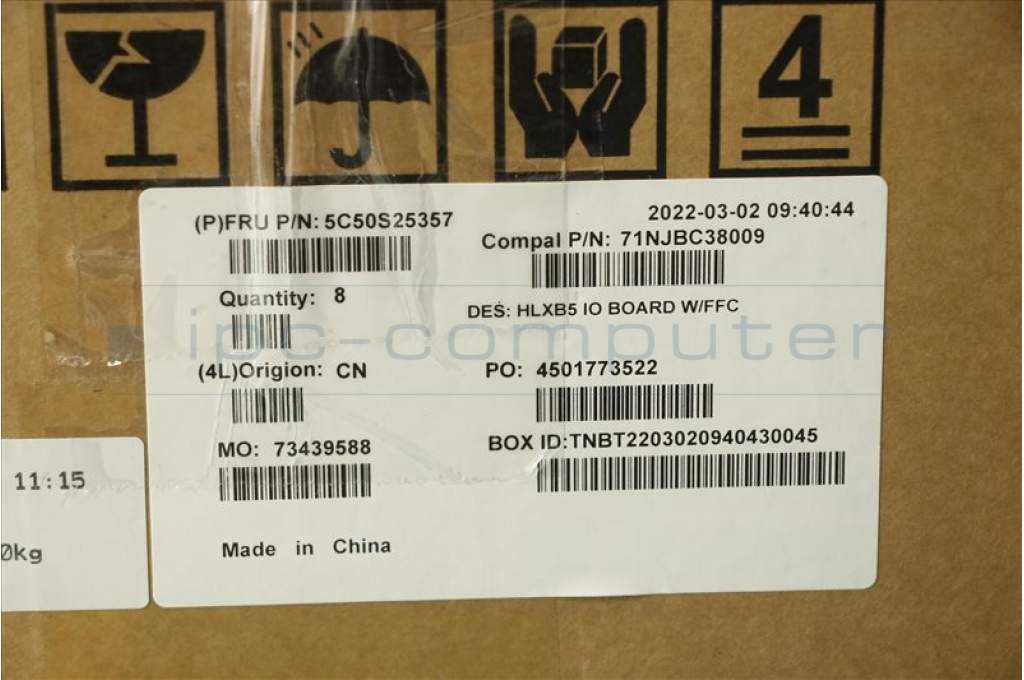 4
(P)FRU P/N: 5C50S25357
2022-03-02 09:40:44
Compal P/N: 71NJBC38009
Quantity: 8
DES: HLXB5 IO BOARD W/FFC
ipc-computer
(4L)Origion: CN
PO: 4501773522
MO: 73439588
BOX ID:TNBT2203020940430045
11:15
0kg
Made in China